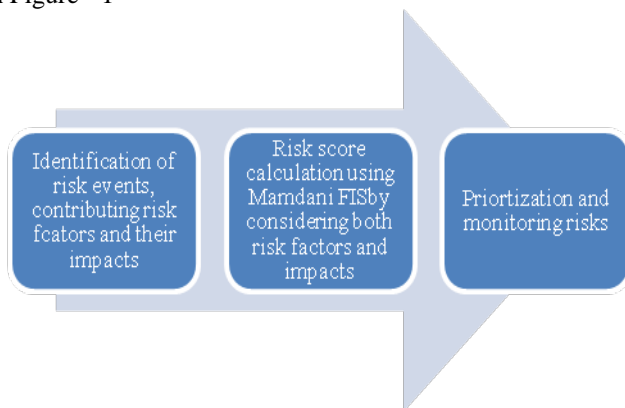 Figure 1
Identification of
risk events,
contributing risk
fcators and their
impacts
Risk score
calculation using
Mamdani FISby
considering both
risk factors and
impacts
Priortization and
monitoring risks